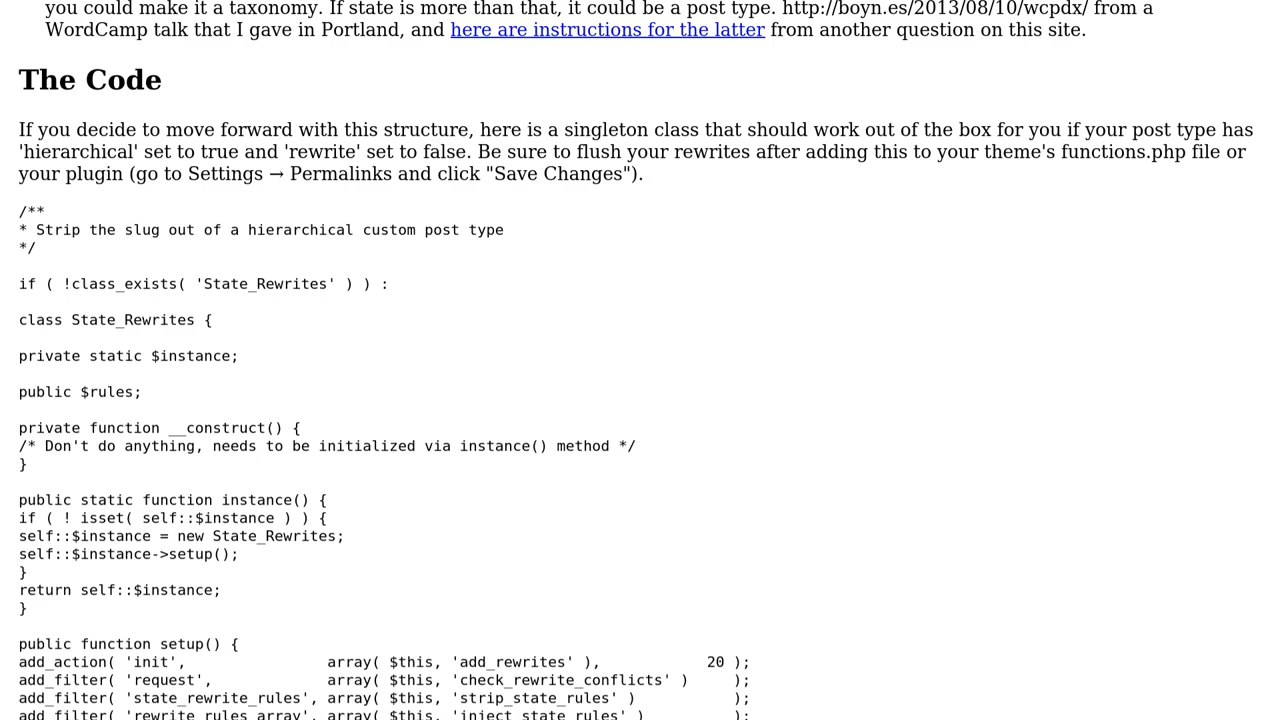 you could make it a taxonomy. If state is more than that, it could be a post type. http://boyn.es/2013/08/10/wcpdx/ from a
WordCamp talk that I gave in Portland, and here are instructions for the latter from another question on this site.
The Code
If you decide to move forward with this structure, here is a singleton class that should work out of the box for you if your post type has
'hierarchical' set to true and 'rewrite' set to false. Be sure to flush your rewrites after adding this to your theme's functions.php file or
your plugin (go to Settings → Permalinks and click "Save Changes").
/**
* Strip the slug out of a hierarchical custom post type
*/
if ( !class_exists( 'State_Rewrites' ) ) :
class State_Rewrites {
private static $instance;
public $rules;
private function __construct() {
/* Don't do anything, needs to be initialized via instance() method */
}
public static function instance() {
if ( ! isset( self::$instance ) ) {
self::$instance = new State_Rewrites;
self::$instance->setup();
}
return self::$instance;
}
public function setup() {
add_action( 'init',                array( $this, 'add_rewrites' ),            20 );
add_filter( 'request',             array( $this, 'check_rewrite_conflicts' )     );
add_filter( 'state_rewrite_rules', array( $this, 'strip_state_rules' )           );
add_filter( 'rewrite_rules_array', array( $this, 'inject_state_rules' )          );